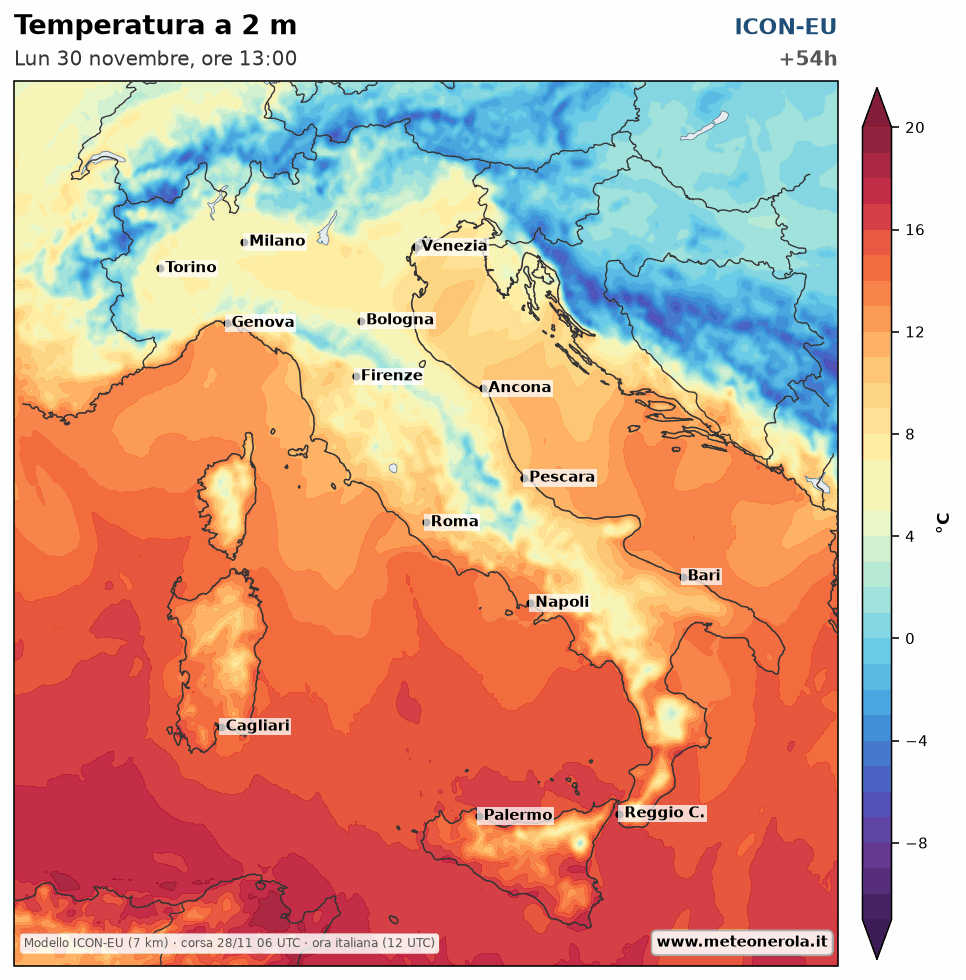 Temperatura a 2 m
ICON-EU
Lun 30 novembre, ore 13:00
+54h
20
16
12
8
4
0
−4
−8
°C
Milano
Venezia
Torino
Genova
Bologna
Firenze
Ancona
Pescara
Roma
Bari
Napoli
Cagliari
Palermo
Reggio C.
Modello ICON-EU (7 km) · corsa 28/11 06 UTC · ora italiana (12 UTC)
www.meteonerola.it